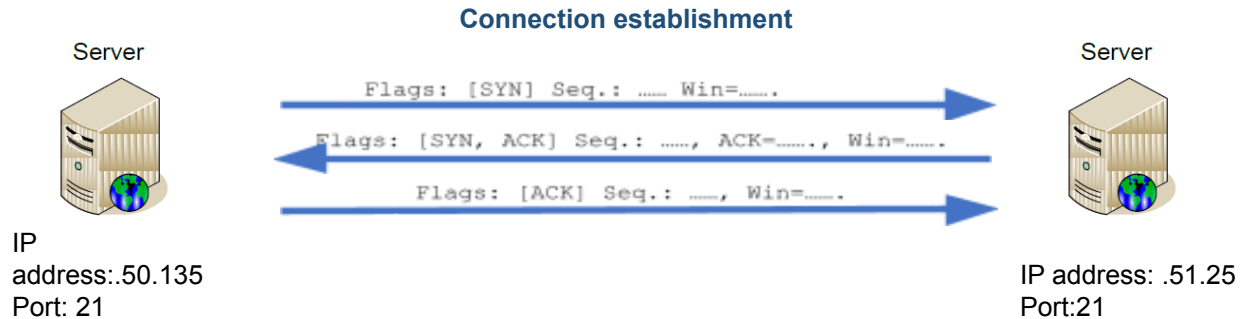 Connection establishment
Server
Server
Flags: [SYN] Seq.: …… Win=…….
Flags: [SYN, ACK] Seq.: ……, ACK=……., Win=…….
Flags: [ACK] Seq.: ……, Win=…….
IP
address:.50.135
Port: 21
IP address: .51.25
Port:21